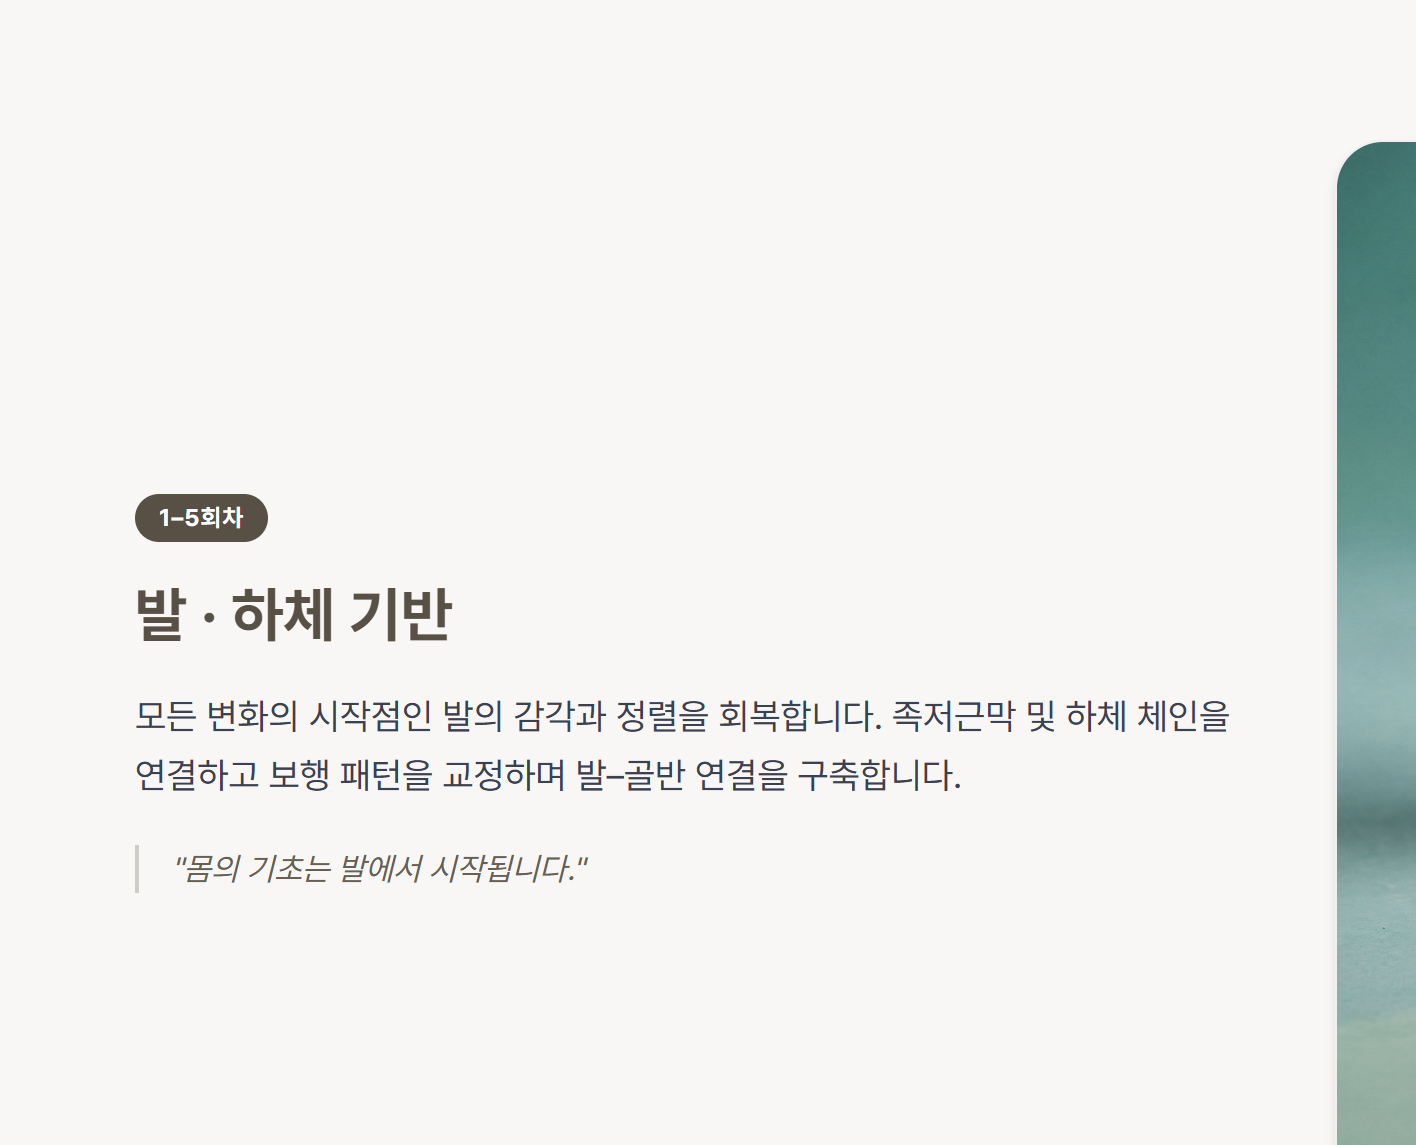 1–5회차
발 · 하체 기반
모든 변화의 시작점인 발의 감각과 정렬을 회복합니다. 족저근막 및 하체 체인을
연결하고 보행 패턴을 교정하며 발–골반 연결을 구축합니다.
"몸의 기초는 발에서 시작됩니다."